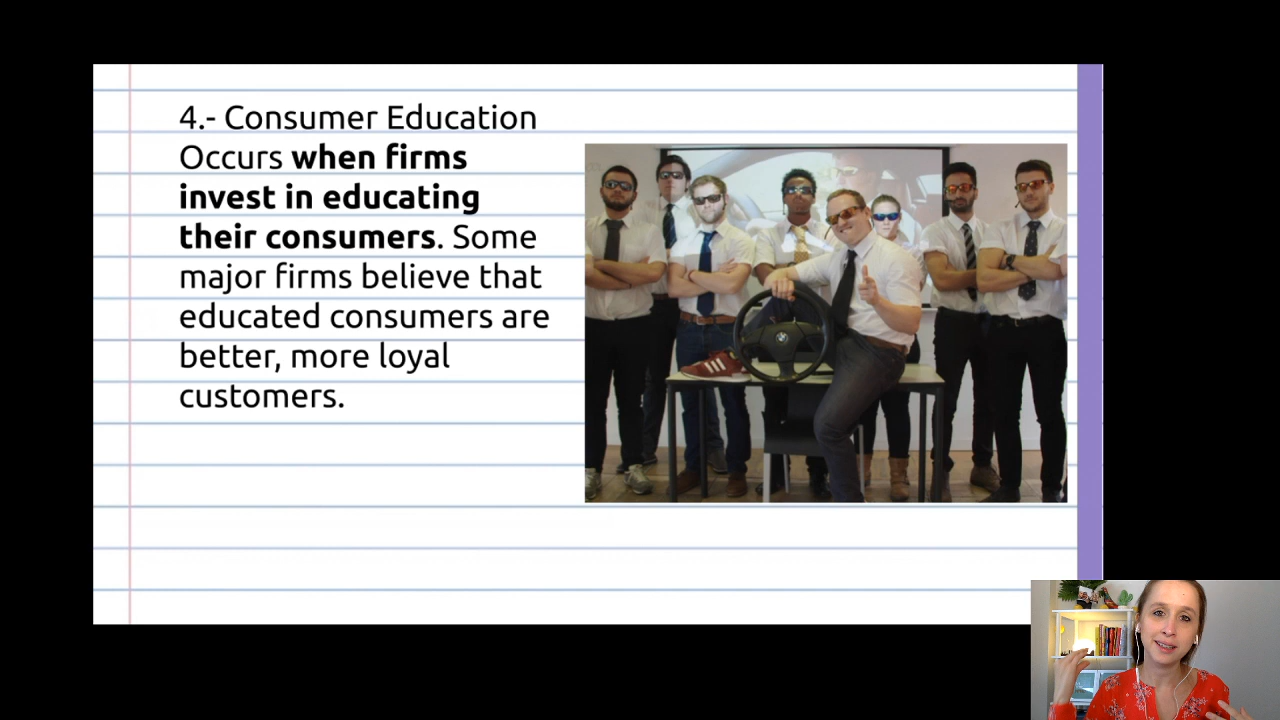 4.- Consumer Education
Occurs when firms
invest in educating
their consumers. Some
major firms believe that
educated consumers are
better, more loyal
customers.